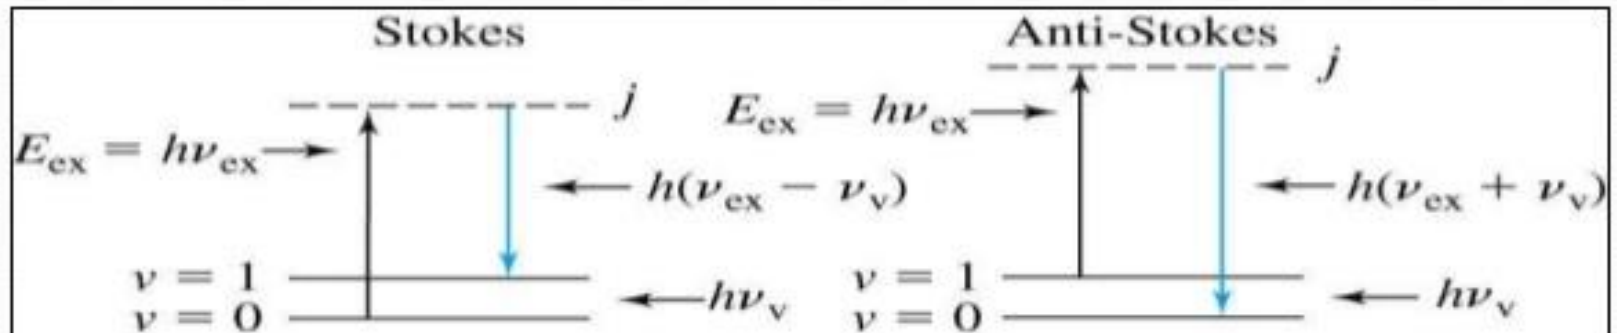 Stokes
Anti-Stokes
j
E_ex = hν_ex
h(ν_ex − ν_v)
v = 1
v = 0
hν_v
j
E_ex = hν_ex
h(ν_ex + ν_v)
v = 1
v = 0
hν_v